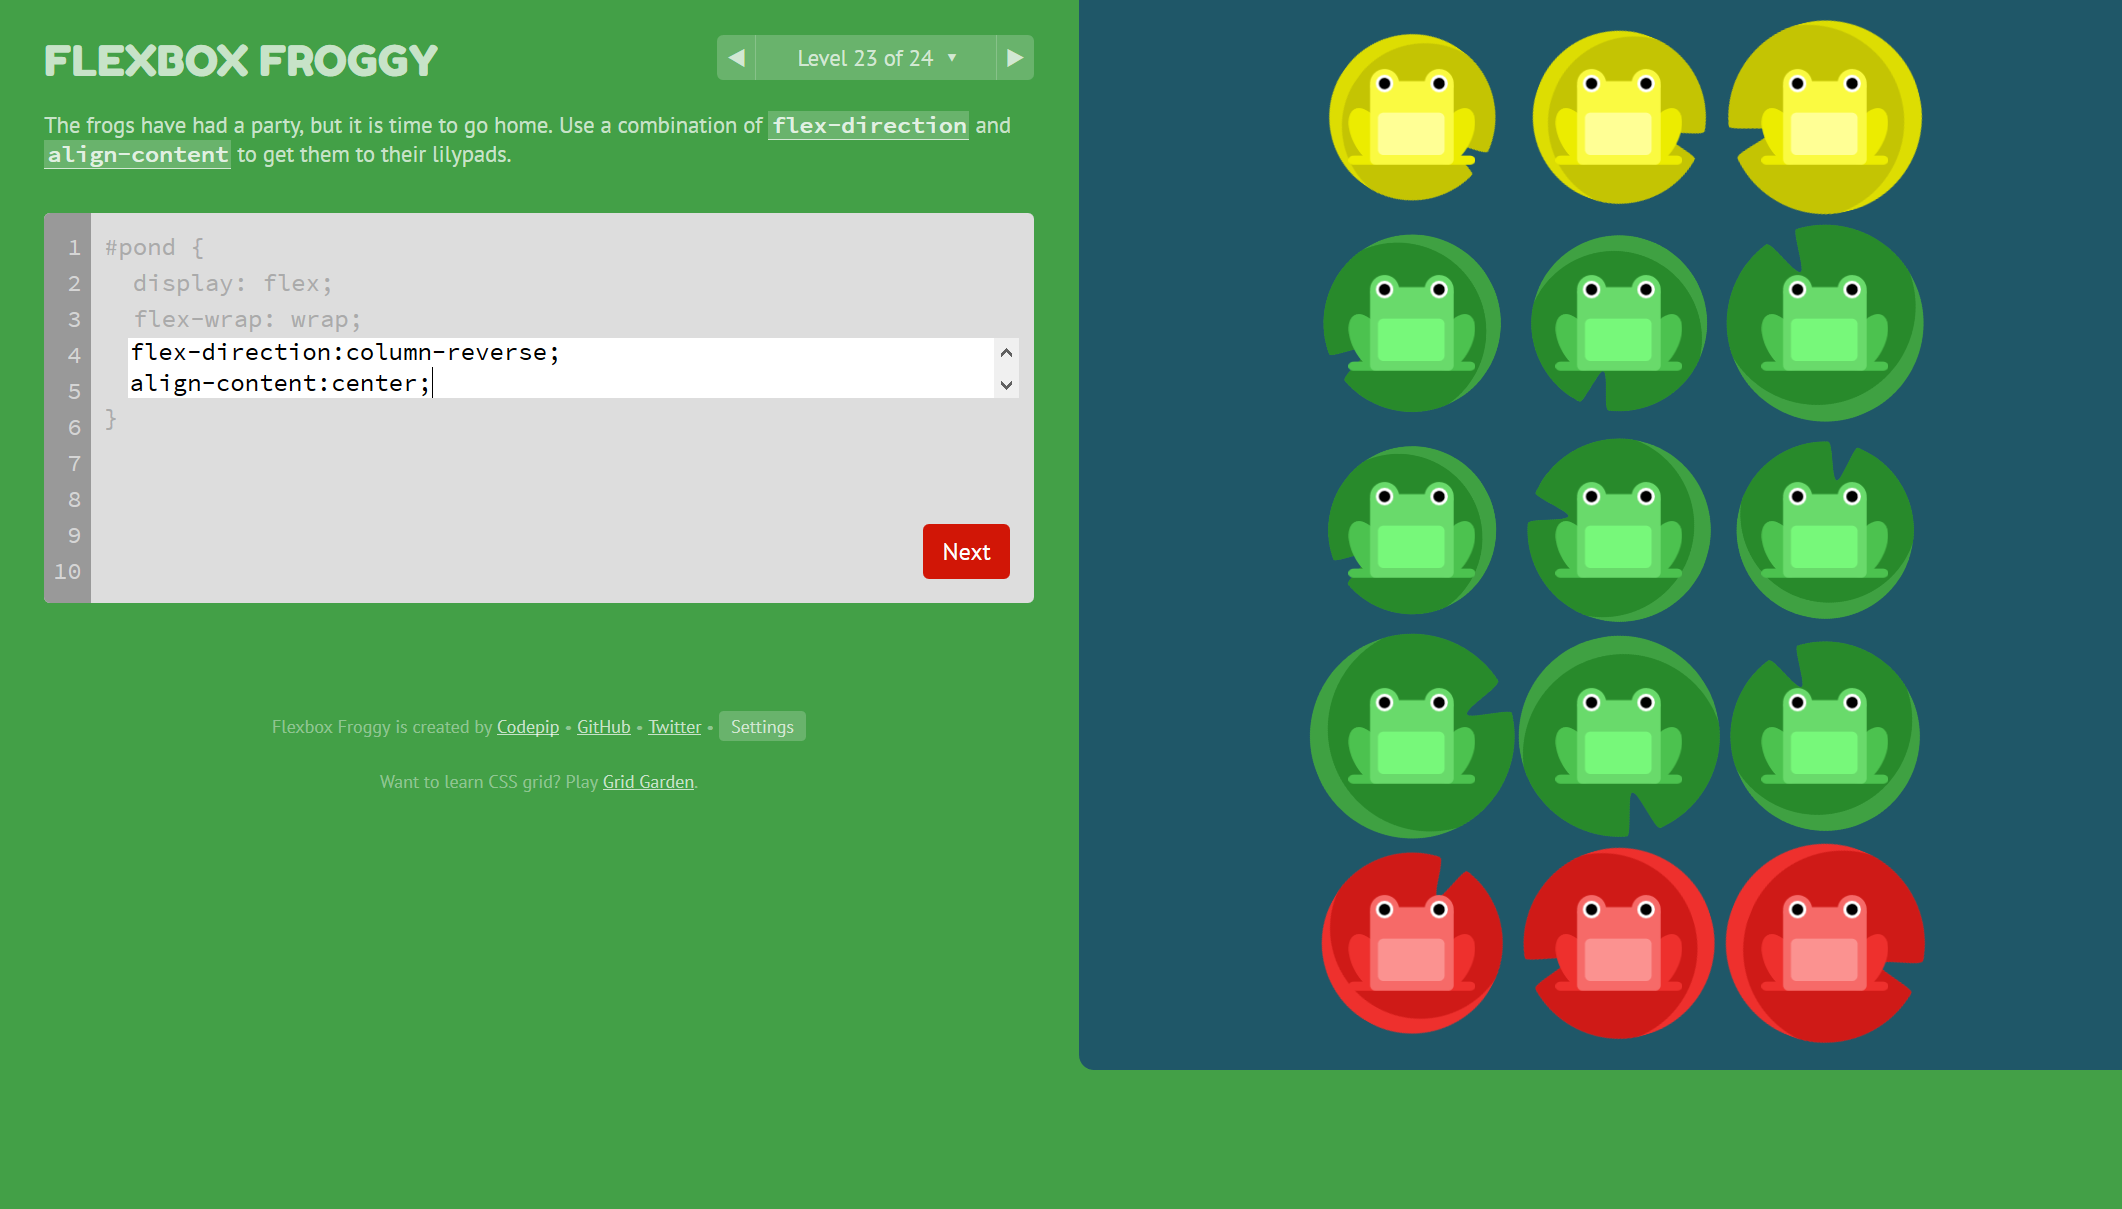 FLEXBOX FROGGY
◀ Level 23 of 24 ▼ ▶
The frogs have had a party, but it is time to go home. Use a combination of flex-direction and
align-content to get them to their lilypads.
1 #pond {
2 display: flex;
3 flex-wrap: wrap;
4 flex-direction:column-reverse;
5 align-content:center;
6 }
7
8
9
10
Next
Flexbox Froggy is created by Codepip • GitHub • Twitter • Settings
Want to learn CSS grid? Play Grid Garden.